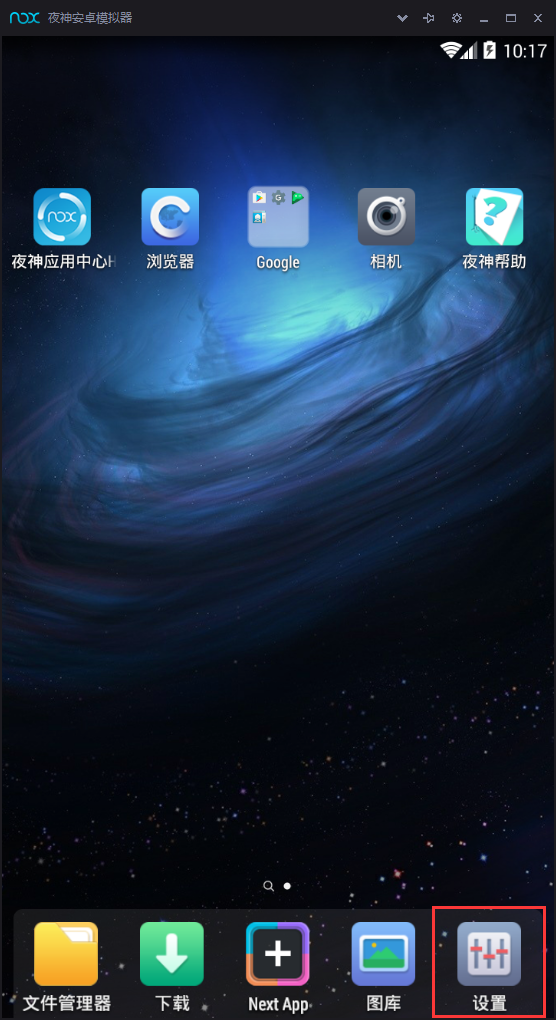 nox 夜神安卓模拟器
10:17
nox
夜神应用中心
浏览器
Google
相机
夜神帮助
文件管理器
下载
Next App
图库
设置